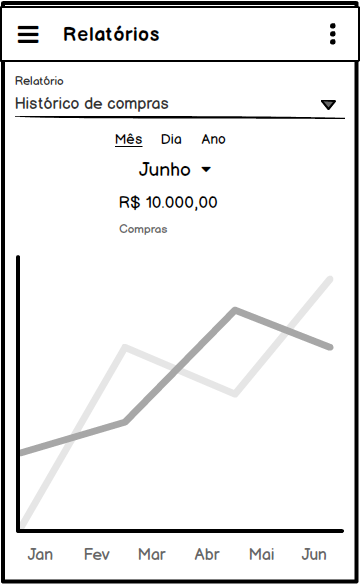 Relatórios
Relatório
Histórico de compras
Mês Dia Ano
Junho
R$ 10.000,00
Compras
Jan Fev Mar Abr Mai Jun